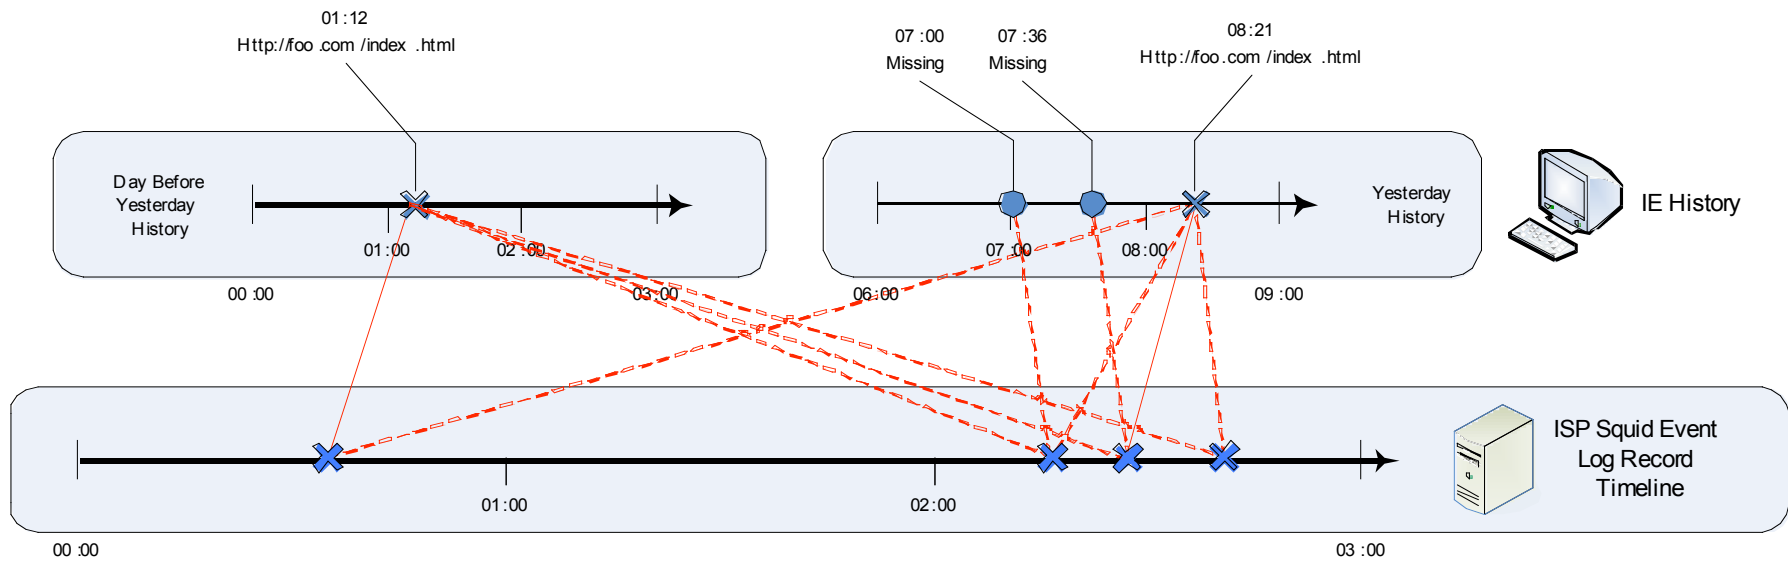 01:12
Http://foo.com/index.html
07:00
Missing
07:36
Missing
08:21
Http://foo.com/index.html
Day Before
Yesterday
History
01:00
02:00
00:00
03:00
07:00
08:00
06:00
09:00
Yesterday
History
IE History
ISP Squid Event
Log Record
Timeline
01:00
02:00
00:00
03:00